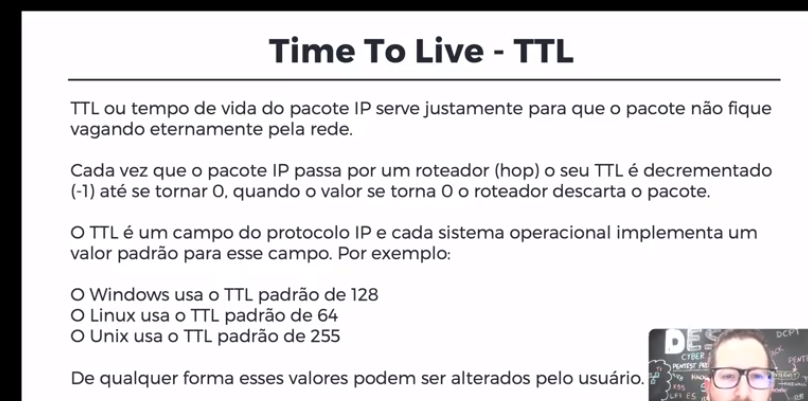 Time To Live - TTL
TTL ou tempo de vida do pacote IP serve justamente para que o pacote não fique
vagando eternamente pela rede.
Cada vez que o pacote IP passa por um roteador (hop) o seu TTL é decrementado
(-1) até se tornar 0, quando o valor se torna 0 o roteador descarta o pacote.
O TTL é um campo do protocolo IP e cada sistema operacional implementa um
valor padrão para esse campo. Por exemplo:
O Windows usa o TTL padrão de 128
O Linux usa o TTL padrão de 64
O Unix usa o TTL padrão de 255
De qualquer forma esses valores podem ser alterados pelo usuário.
DES
CYBER
PENTEST
DCPT
XSS